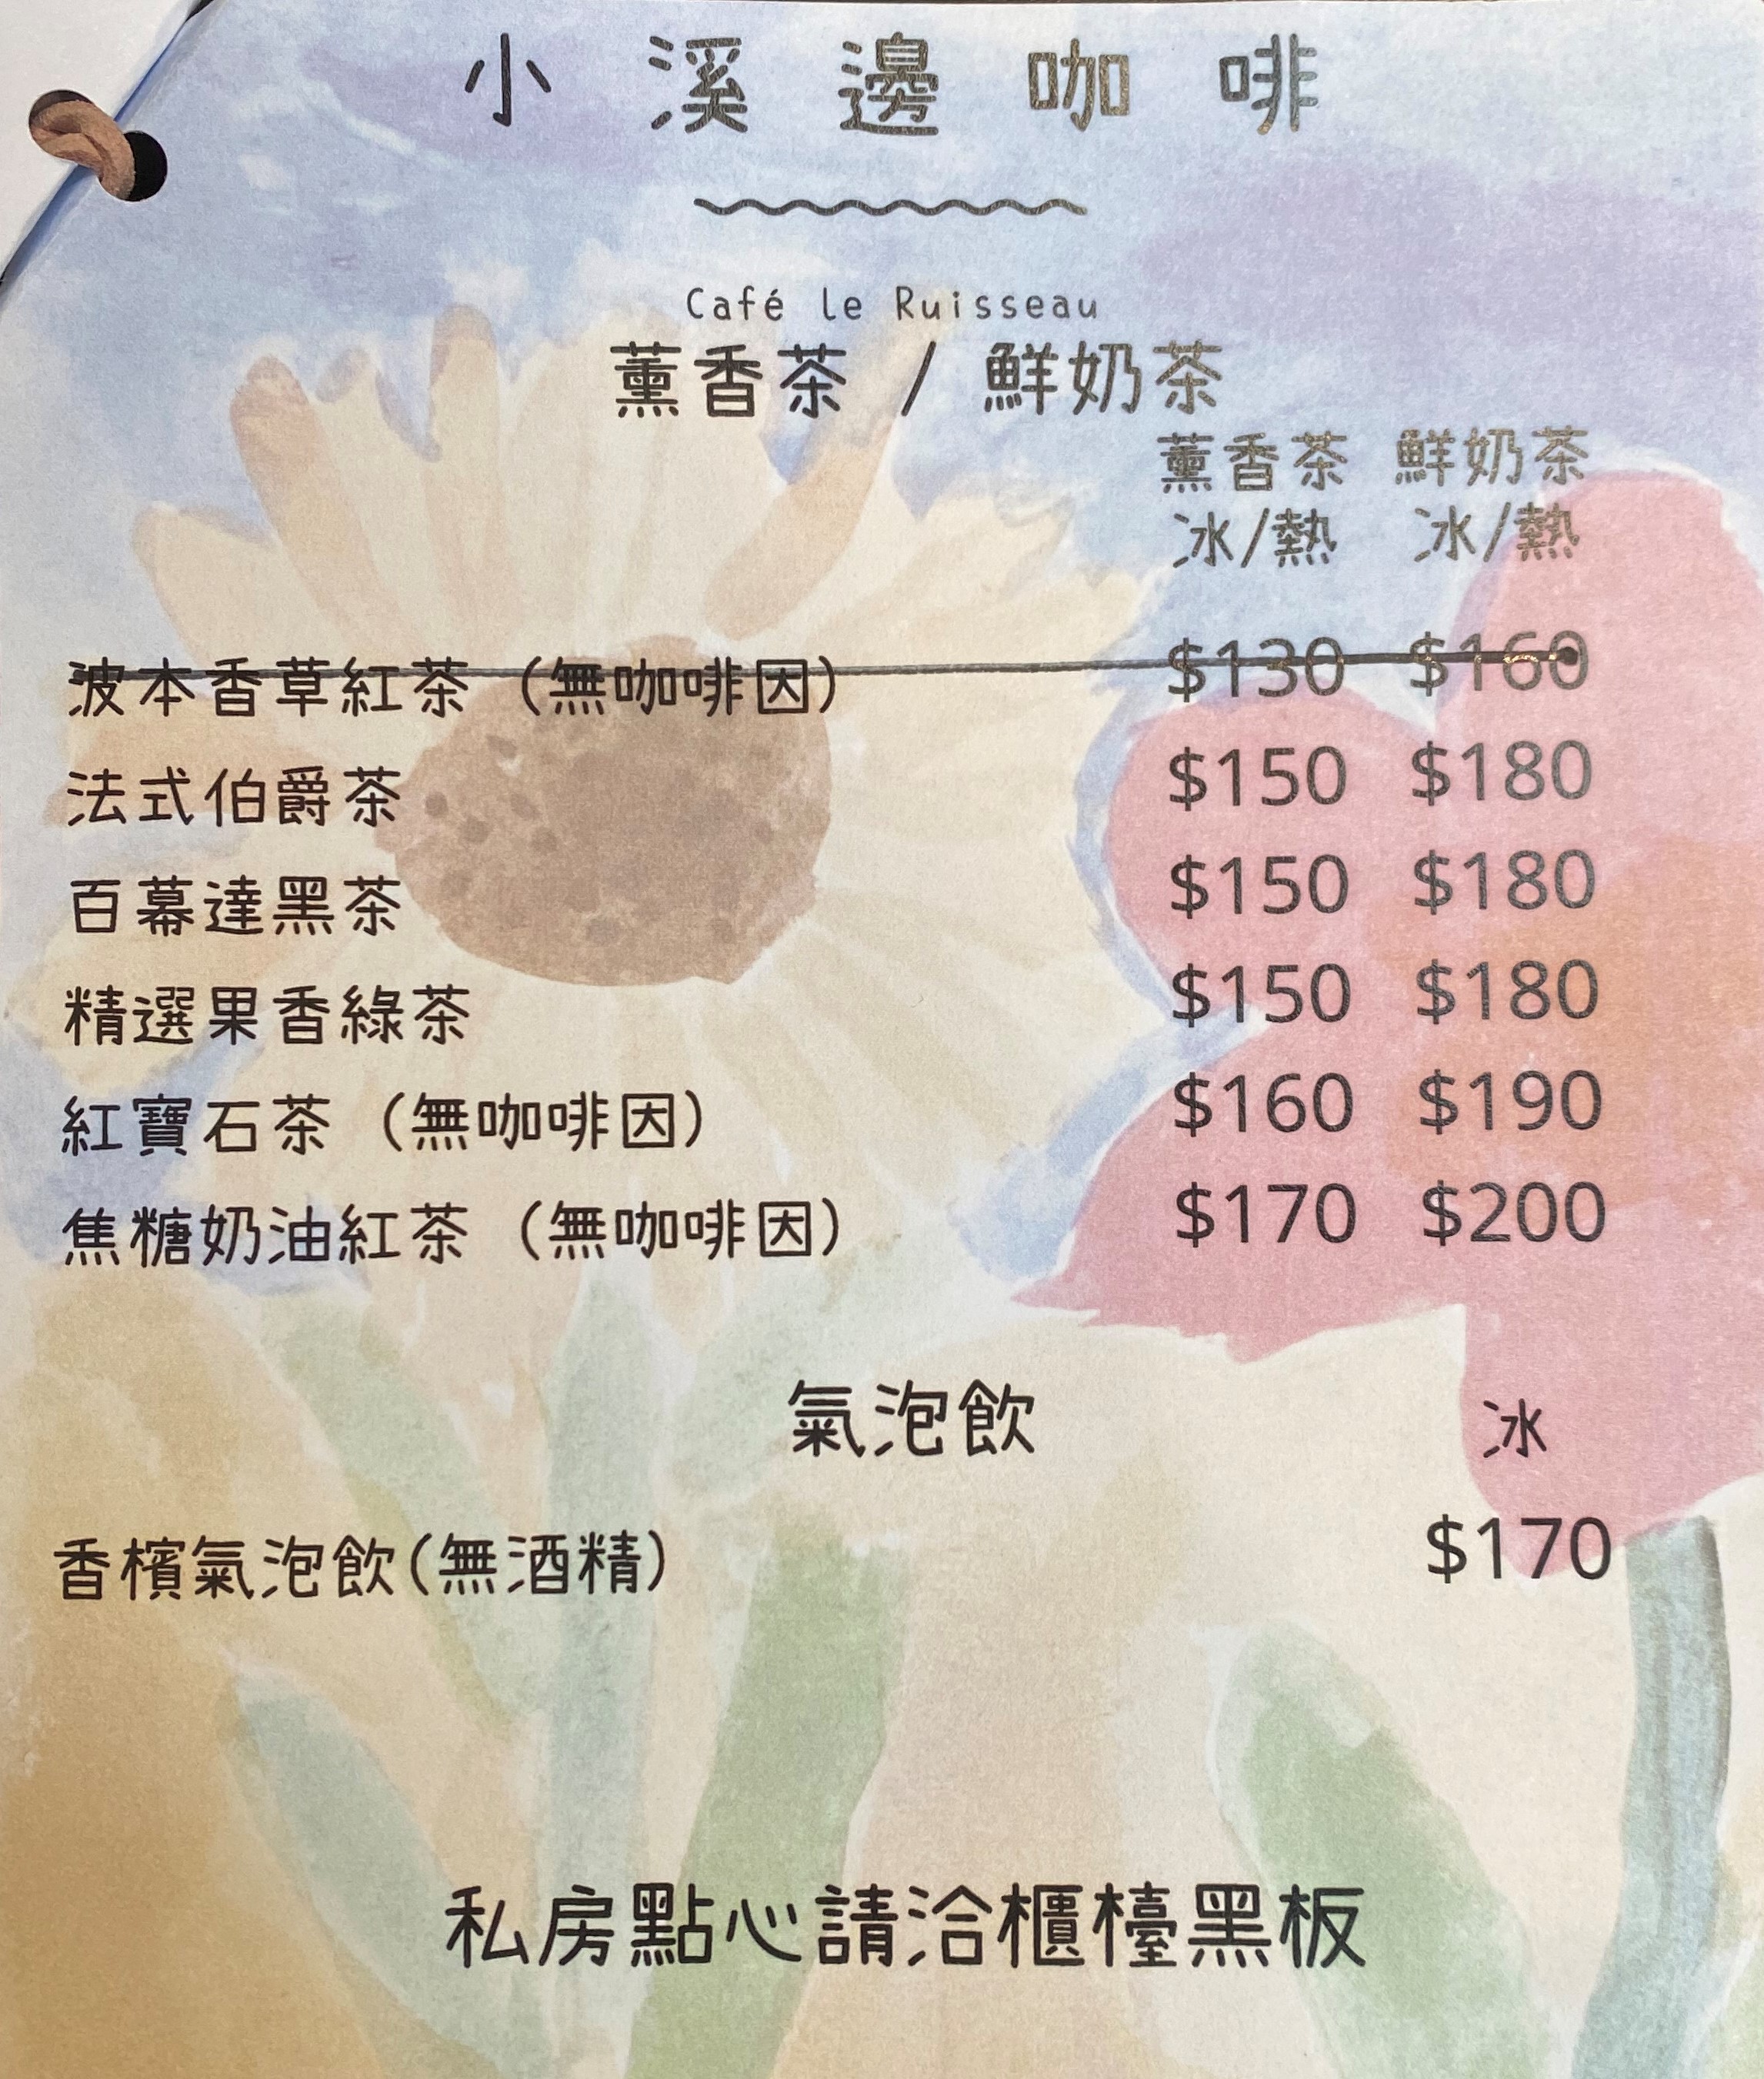 小溪邊咖啡
Café le Ruisseau
薰香茶 / 鮮奶茶
薰香茶 鮮奶茶
冰/熱 冰/熱
波本香草紅茶（無咖啡因） $130 $160
法式伯爵茶 $150 $180
百慕達黑茶 $150 $180
精選果香綠茶 $150 $180
紅寶石茶（無咖啡因） $160 $190
焦糖奶油紅茶（無咖啡因） $170 $200
氣泡飲 冰
香檳氣泡飲(無酒精) $170
私房點心請洽櫃檯黑板